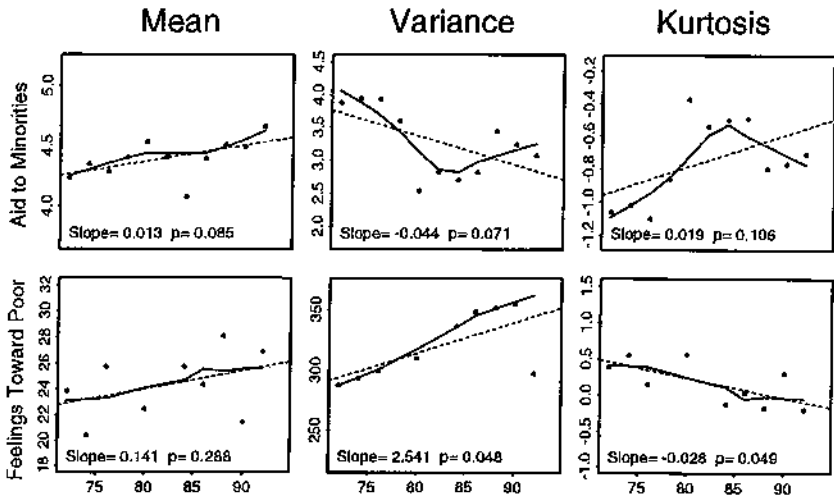 Mean Variance Kurtosis
Aid to Minorities
5.0
4.5
4.0
Slope= 0.013 p= 0.085
4.5
4.0
3.5
3.0
2.5
2.0
Slope= -0.044 p= 0.071
-0.2
-0.4
-0.6
-0.8
-1.0
-1.2
Slope= 0.019 p= 0.106
Feelings Toward Poor
32
30
28
26
24
22
20
18
Slope= 0.141 p= 0.288
75 80 85 90
350
300
250
Slope= 2.541 p= 0.048
75 80 85 90
1.5
1.0
0.5
0.0
-1.0
Slope= -0.028 p= 0.049
75 80 85 90